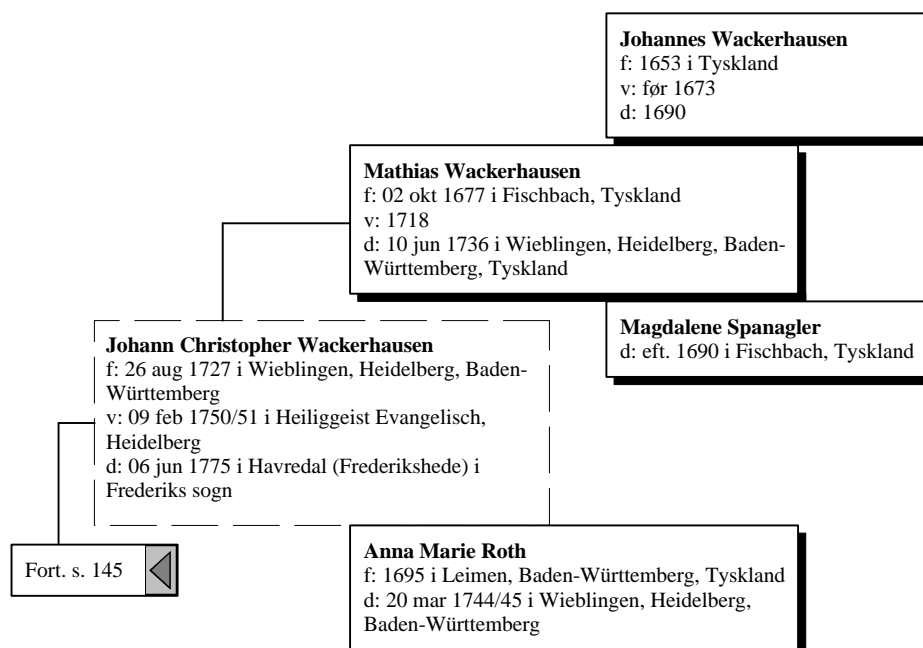 Johannes Wackerhausen
f: 1653 i Tyskland
v: før 1673
d: 1690
Mathias Wackerhausen
f: 02 okt 1677 i Fischbach, Tyskland
v: 1718
d: 10 jun 1736 i Wieblingen, Heidelberg, Baden-
Württemberg, Tyskland
Magdalene Spanagler
d: eft. 1690 i Fischbach, Tyskland
Johann Christopher Wackerhausen
f: 26 aug 1727 i Wieblingen, Heidelberg, Baden-
Württemberg
v: 09 feb 1750/51 i Heiliggeist Evangelisch,
Heidelberg
d: 06 jun 1775 i Havredal (Frederikshede) i
Frederiks sogn
Fort. s. 145
Anna Marie Roth
f: 1695 i Leimen, Baden-Württemberg, Tyskland
d: 20 mar 1744/45 i Wieblingen, Heidelberg,
Baden-Württemberg